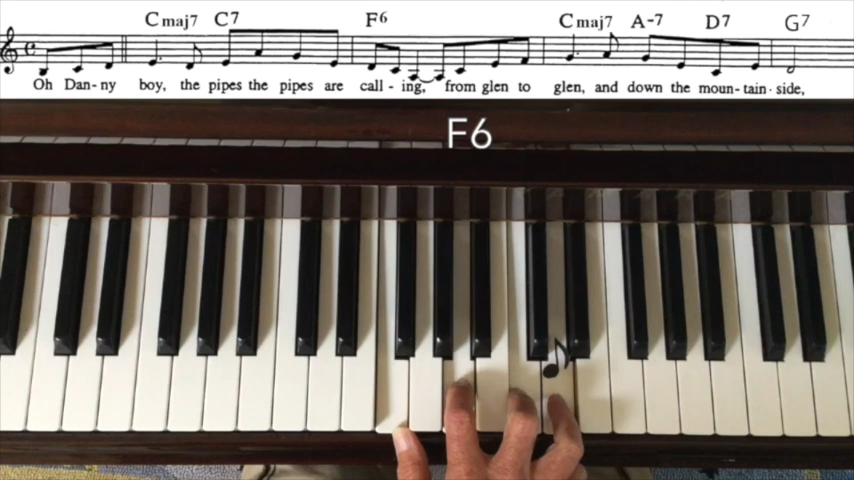 Cmaj7 C7 F6 Cmaj7 A-7 D7 G7
Oh Dan-ny boy, the pipes the pipes are call-ing, from glen to glen, and down the moun-tain-side,
F6